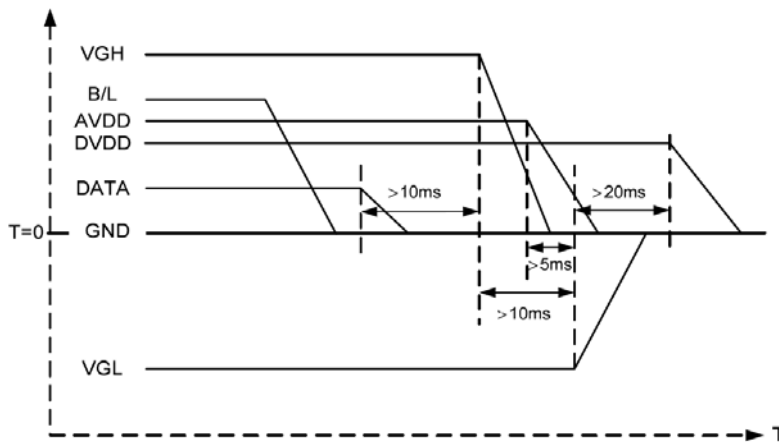 VGH
B/L
AVDD
DVDD
DATA
>10ms
>20ms
T=0
GND
>5ms
>10ms
VGL
T